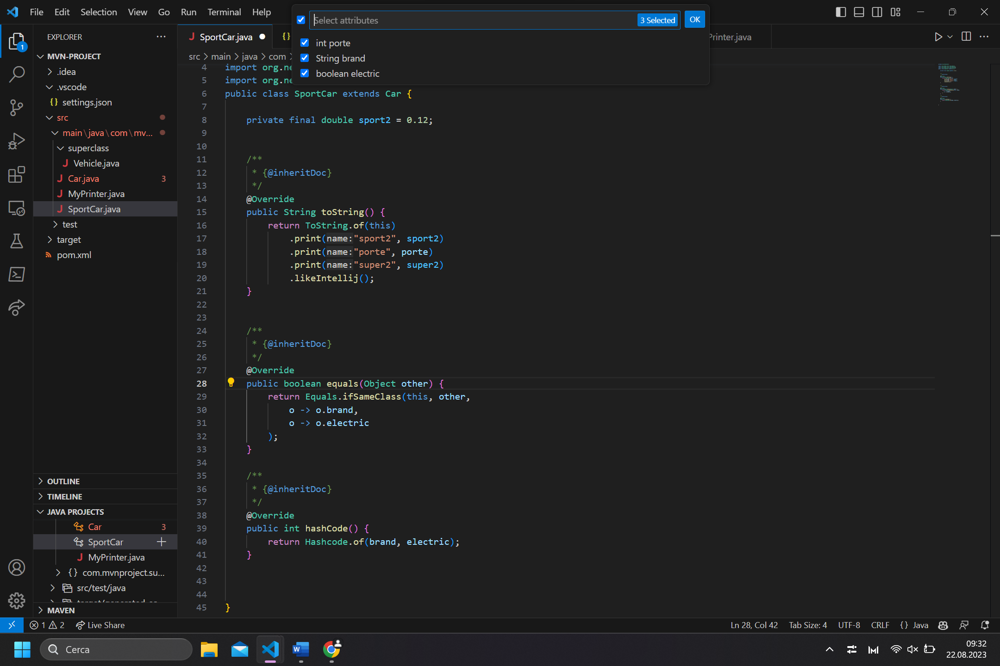 File Edit Selection View Go Run Terminal Help
Select attributes 3 Selected OK
int porte
String brand
boolean electric
EXPLORER
MVN-PROJECT
.idea
.vscode
{} settings.json
src
main\java\com\mv...
superclass
J Vehicle.java
J Car.java 3
J MyPrinter.java
J SportCar.java
test
target
pom.xml
OUTLINE
TIMELINE
JAVA PROJECTS
Car 3
SportCar
J MyPrinter.java
{} com.mvnproject.su...
src/test/java
MAVEN
1
J SportCar.java
{}
Printer.java
src > main > java > com >
4 import org.ne
5 import org.ne
6 public class SportCar extends Car {
7
8 private final double sport2 = 0.12;
9
10
11 /**
12 * {@inheritDoc}
13 */
14 @Override
15 public String toString() {
16 return ToString.of(this)
17 .print(name:"sport2", sport2)
18 .print(name:"porte", porte)
19 .print(name:"super2", super2)
20 .likeIntellij();
21 }
22
23
24 /**
25 * {@inheritDoc}
26 */
27 @Override
28 public boolean equals(Object other) {
29 return Equals.ifSameClass(this, other,
30 o -> o.brand,
31 o -> o.electric
32 );
33 }
34
35 /**
36 * {@inheritDoc}
37 */
38 @Override
39 public int hashCode() {
40 return Hashcode.of(brand, electric);
41 }
42
43
44
45 }
1 2 Live Share
Ln 28, Col 42 Tab Size: 4 UTF-8 CRLF {} Java
Cerca
W
09:32
22.08.2023